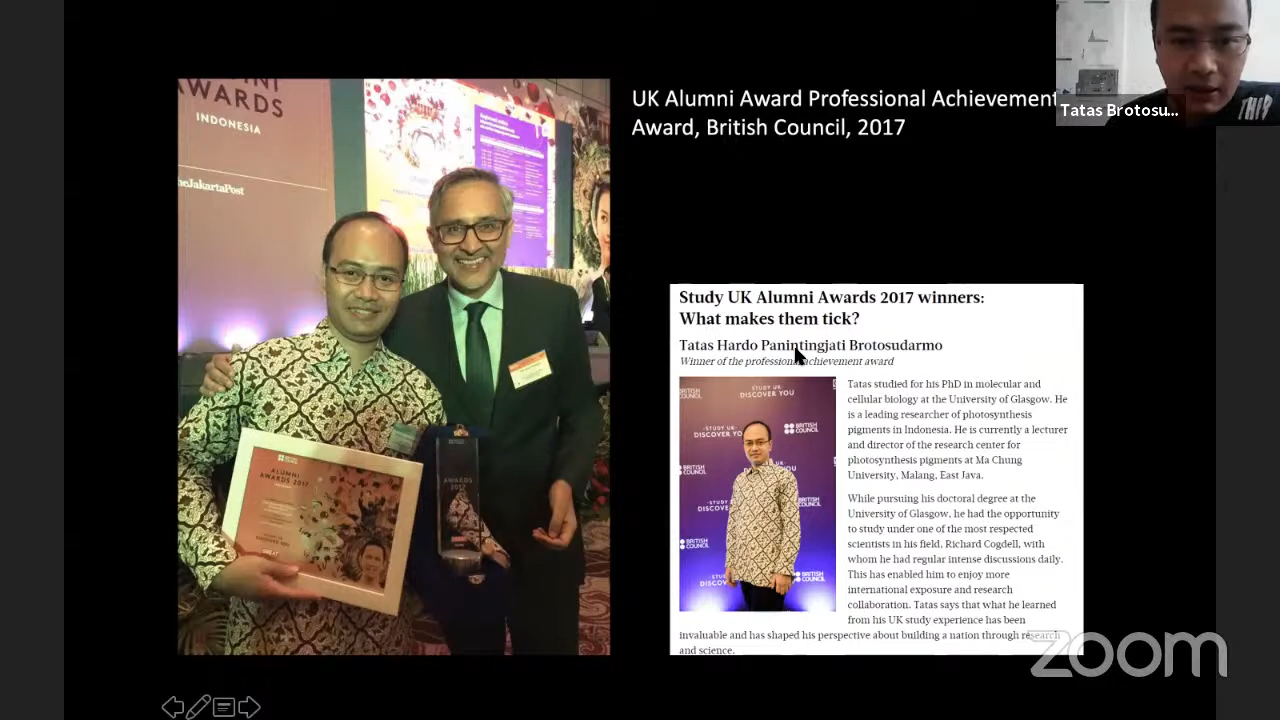 AWARDS
INDONESIA
heJakartaPost
UK Alumni Award Professional Achievement
Award, British Council, 2017
Tatas Brotosu...
Study UK Alumni Awards 2017 winners:
What makes them tick?
Tatas Hardo Panintingjati Brotosudarmo
Winner of the professional achievement award
Tatas studied for his PhD in molecular and
cellular biology at the University of Glasgow. He
is a leading researcher of photosynthesis
pigments in Indonesia. He is currently a lecturer
and director of the research center for
photosynthesis pigments at Ma Chung
University, Malang, East Java.
While pursuing his doctoral degree at the
University of Glasgow, he had the opportunity
to study under one of the most respected
scientists in his field, Richard Cogdell, with
whom he had regular intense discussions daily.
This has enabled him to enjoy more
international exposure and research
collaboration. Tatas says that what he learned
from his UK study experience has been
invaluable and has shaped his perspective about building a nation through research
and science.
STUDY UK
DISCOVER YOU
BRITISH
COUNCIL
ALUMNI
AWARDS 2017
AWARDS
2017
zoom